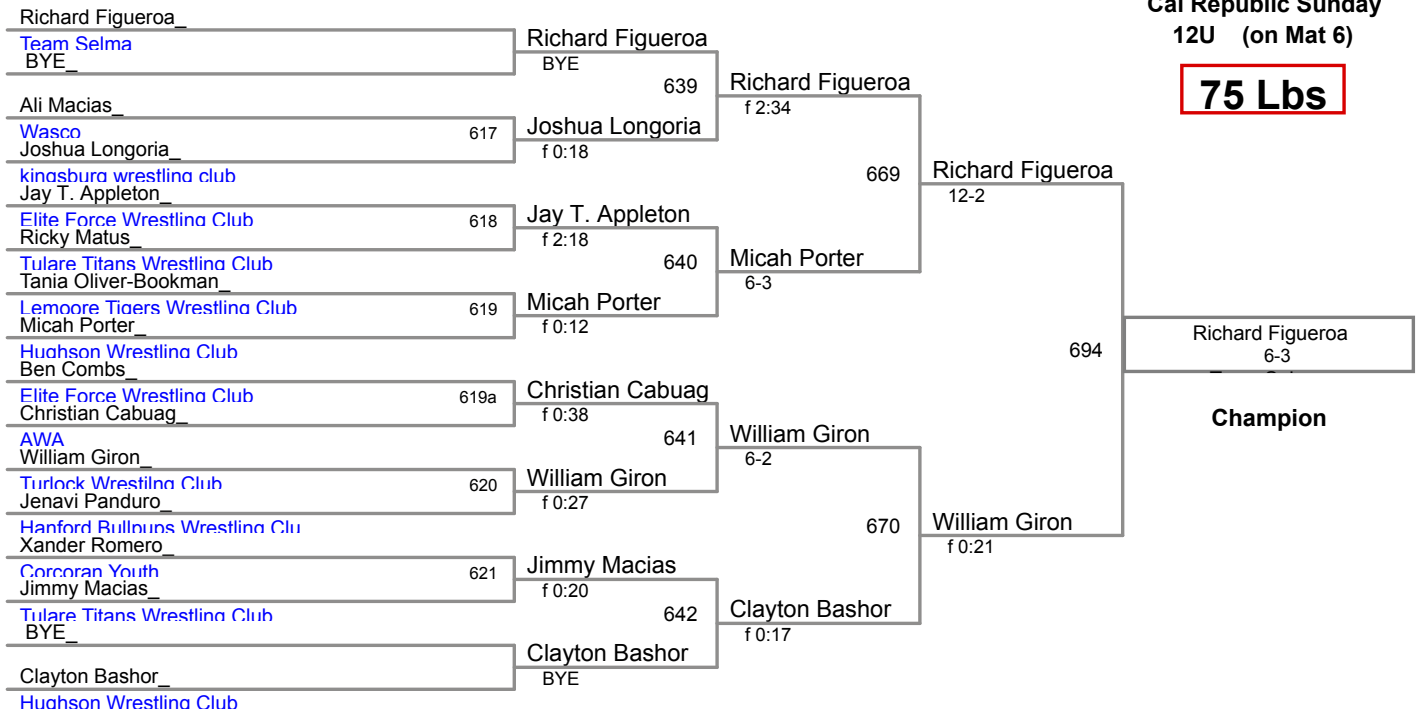 Cal Republic Sunday
12U (on Mat 6)
75 Lbs
Richard Figueroa_
Team Selma
BYE_
Ali Macias_
Wasco
617
Joshua Longoria_
kingsburg wrestling club
Jay T. Appleton_
Elite Force Wrestling Club
618
Ricky Matus_
Tulare Titans Wrestling Club
Tania Oliver-Bookman_
Lemoore Tigers Wrestling Club
619
Micah Porter_
Hughson Wrestling Club
Ben Combs_
Elite Force Wrestling Club
619a
Christian Cabuag_
AWA
William Giron_
Turlock Wrestilng Club
620
Jenavi Panduro_
Hanford Bullpups Wrestling Clu
Xander Romero_
Corcoran Youth
621
Jimmy Macias_
Tulare Titans Wrestling Club
BYE_
Clayton Bashor_
Hughson Wrestling Club
Richard Figueroa
BYE
639
Joshua Longoria
f 0:18
Jay T. Appleton
f 2:18
640
Micah Porter
f 0:12
Christian Cabuag
f 0:38
641
William Giron
f 0:27
Jimmy Macias
f 0:20
642
Clayton Bashor
BYE
Richard Figueroa
f 2:34
669
Micah Porter
6-3
William Giron
6-2
670
Clayton Bashor
f 0:17
Richard Figueroa
12-2
694
William Giron
f 0:21
Richard Figueroa
6-3
Champion